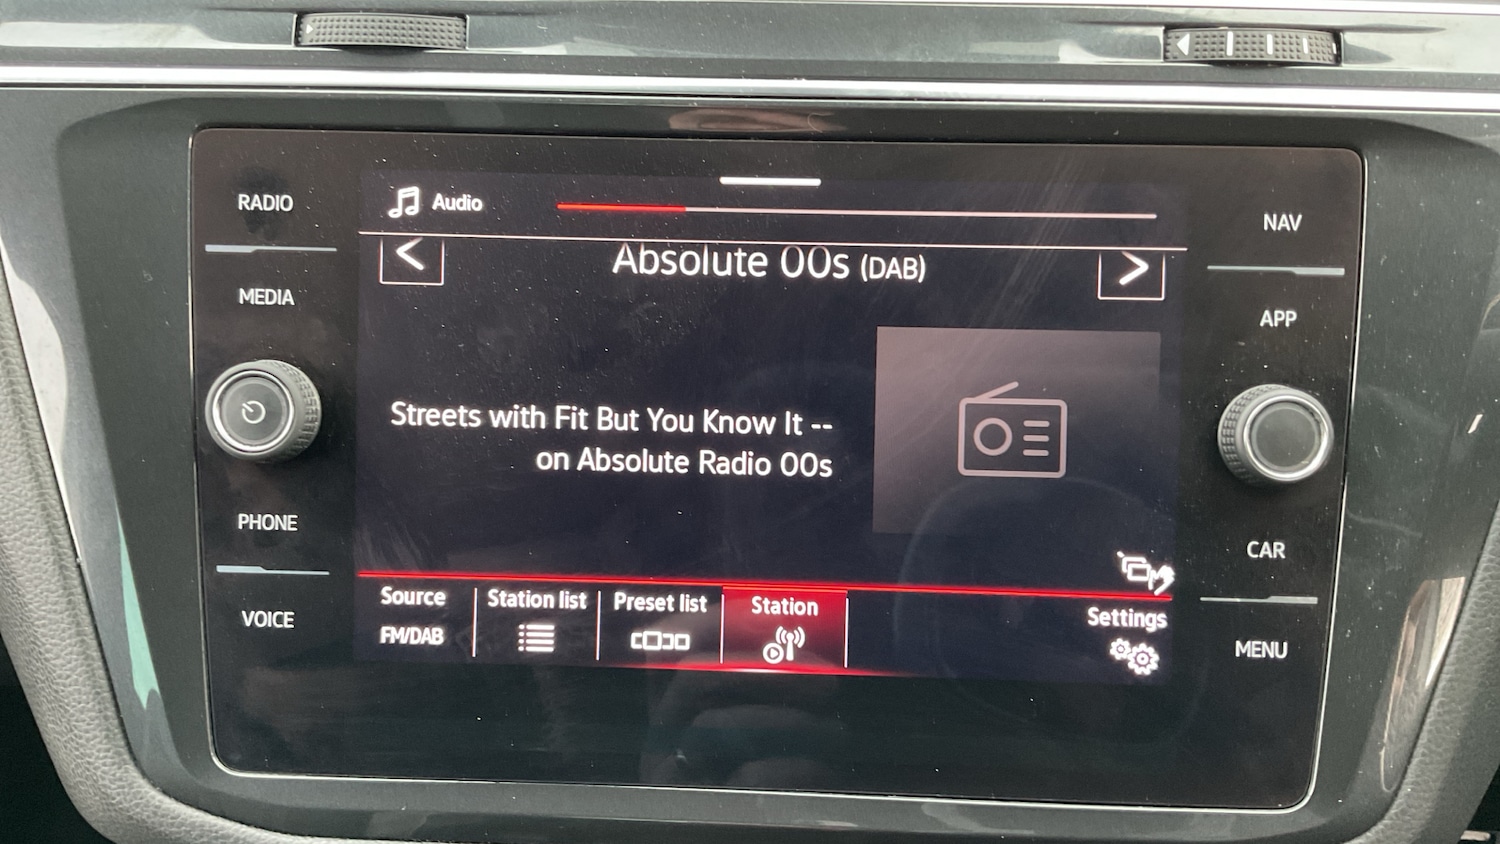 RADIO
MEDIA
PHONE
VOICE
Audio
Absolute 00s (DAB)
Streets with Fit But You Know It --
on Absolute Radio 00s
Source
FM/DAB
Station list
Preset list
Station
Settings
NAV
APP
CAR
MENU